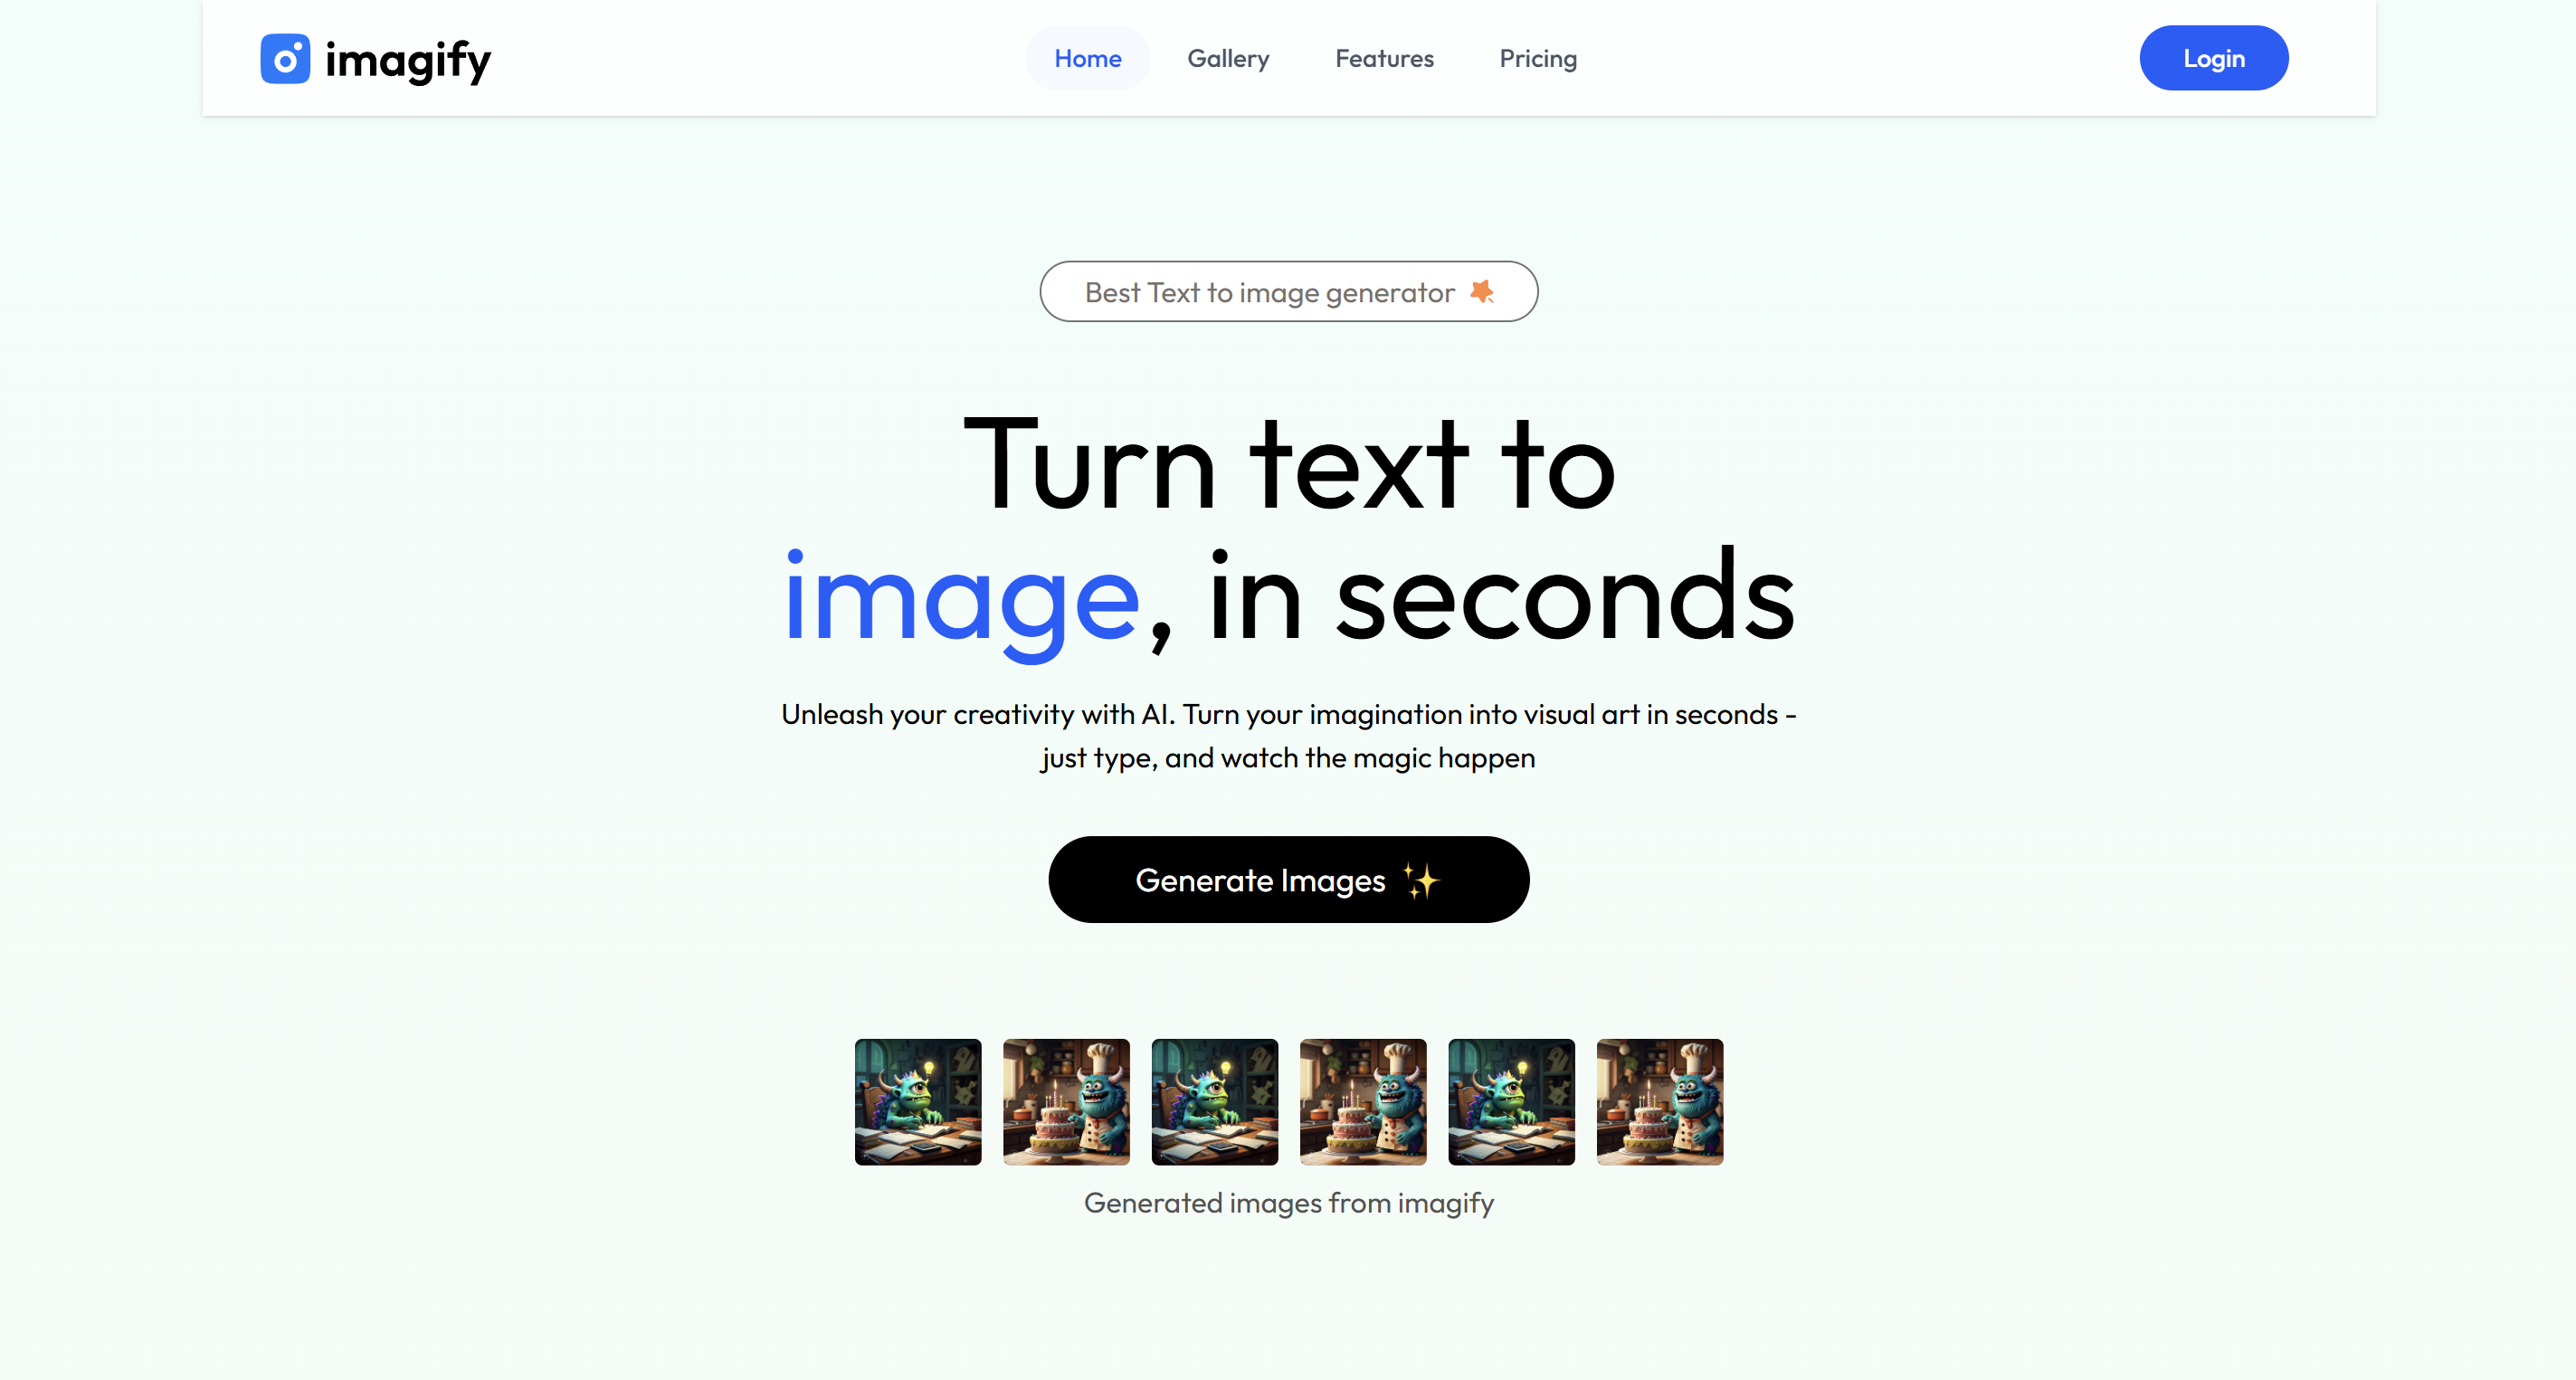 imagify
Home
Gallery
Features
Pricing
Login
Best Text to image generator
Turn text to
image, in seconds
Unleash your creativity with AI. Turn your imagination into visual art in seconds -
just type, and watch the magic happen
Generate Images ✨
Generated images from imagify